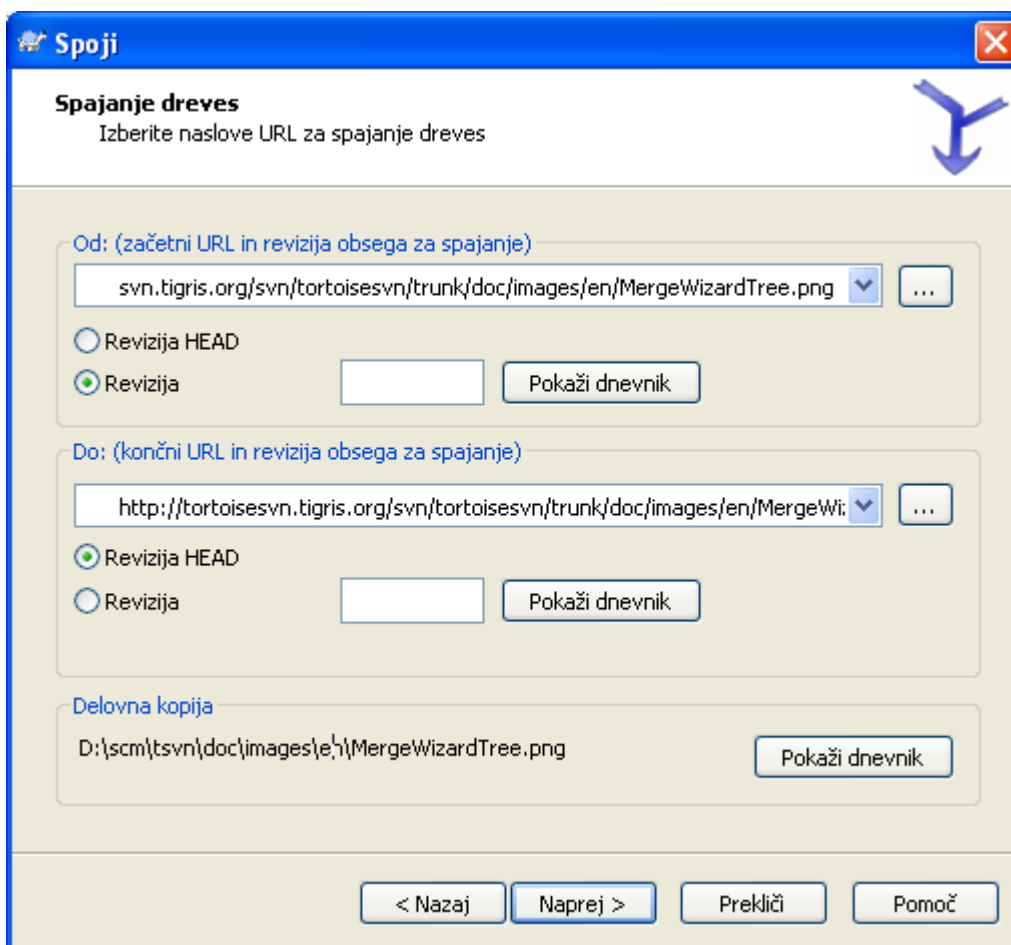 Spoji
Spajanje dreves
Izberite naslove URL za spajanje dreves
Od: (začetni URL in revizija obsega za spajanje)
svn.tigris.org/svn/tortoisesvn/trunk/doc/images/en/MergeWizardTree.png
...
Revizija HEAD
Revizija
Pokaži dnevnik
Do: (končni URL in revizija obsega za spajanje)
http://tortoisesvn.tigris.org/svn/tortoisesvn/trunk/doc/images/en/MergeWi
...
Revizija HEAD
Revizija
Pokaži dnevnik
Delovna kopija
D:\scm\tsvn\doc\images\en\MergeWizardTree.png
Pokaži dnevnik
< Nazaj
Naprej >
Prekliči
Pomoč